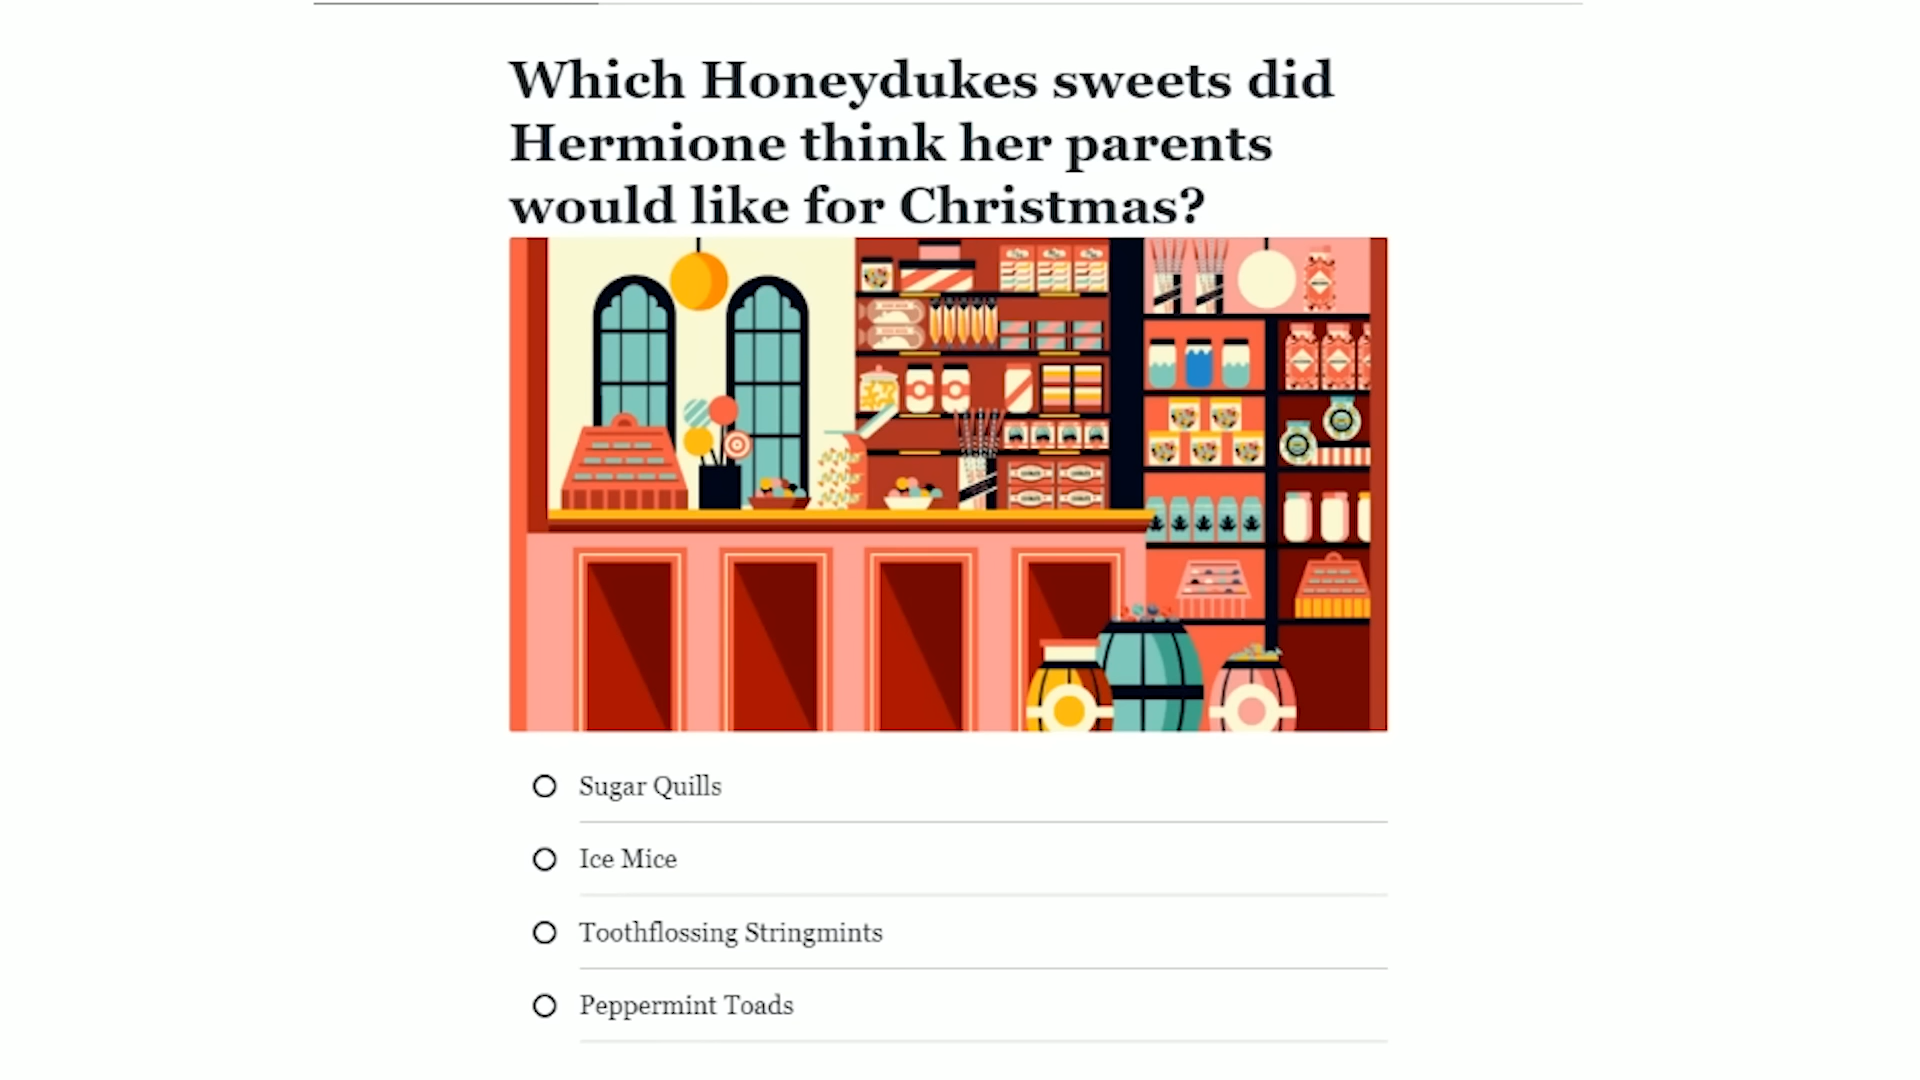 Which Honeydukes sweets did
Hermione think her parents
would like for Christmas?
Sugar Quills
Ice Mice
Toothflossing Stringmints
Peppermint Toads